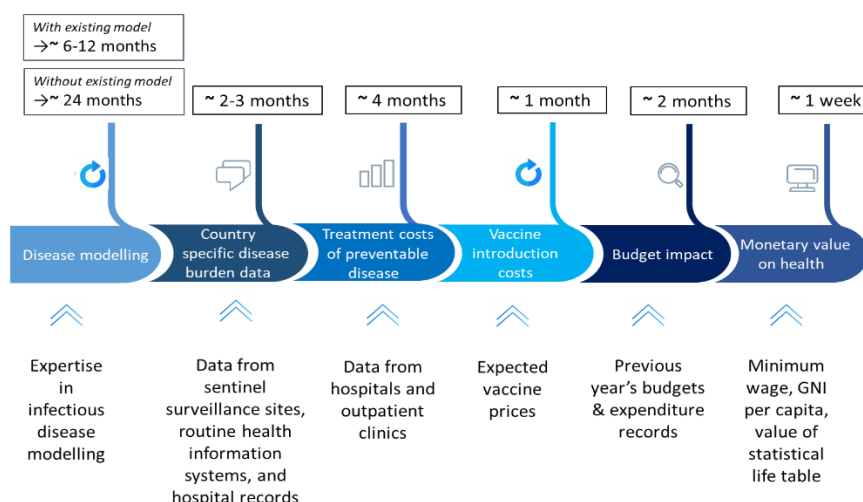 With existing model
→~ 6-12 months
Without existing model
→~ 24 months
~ 2-3 months
~ 4 months
~ 1 month
~ 2 months
~ 1 week
Disease modelling
Country
specific disease
burden data
Treatment costs
of preventable
disease
Vaccine
introduction
costs
Budget impact
Monetary value
on health
Expertise
in
infectious
disease
modelling
Data from
sentinel
surveillance sites,
routine health
information
systems, and
hospital records
Data from
hospitals and
outpatient
clinics
Expected
vaccine
prices
Previous
year’s budgets
& expenditure
records
Minimum
wage, GNI
per capita,
value of
statistical
life table